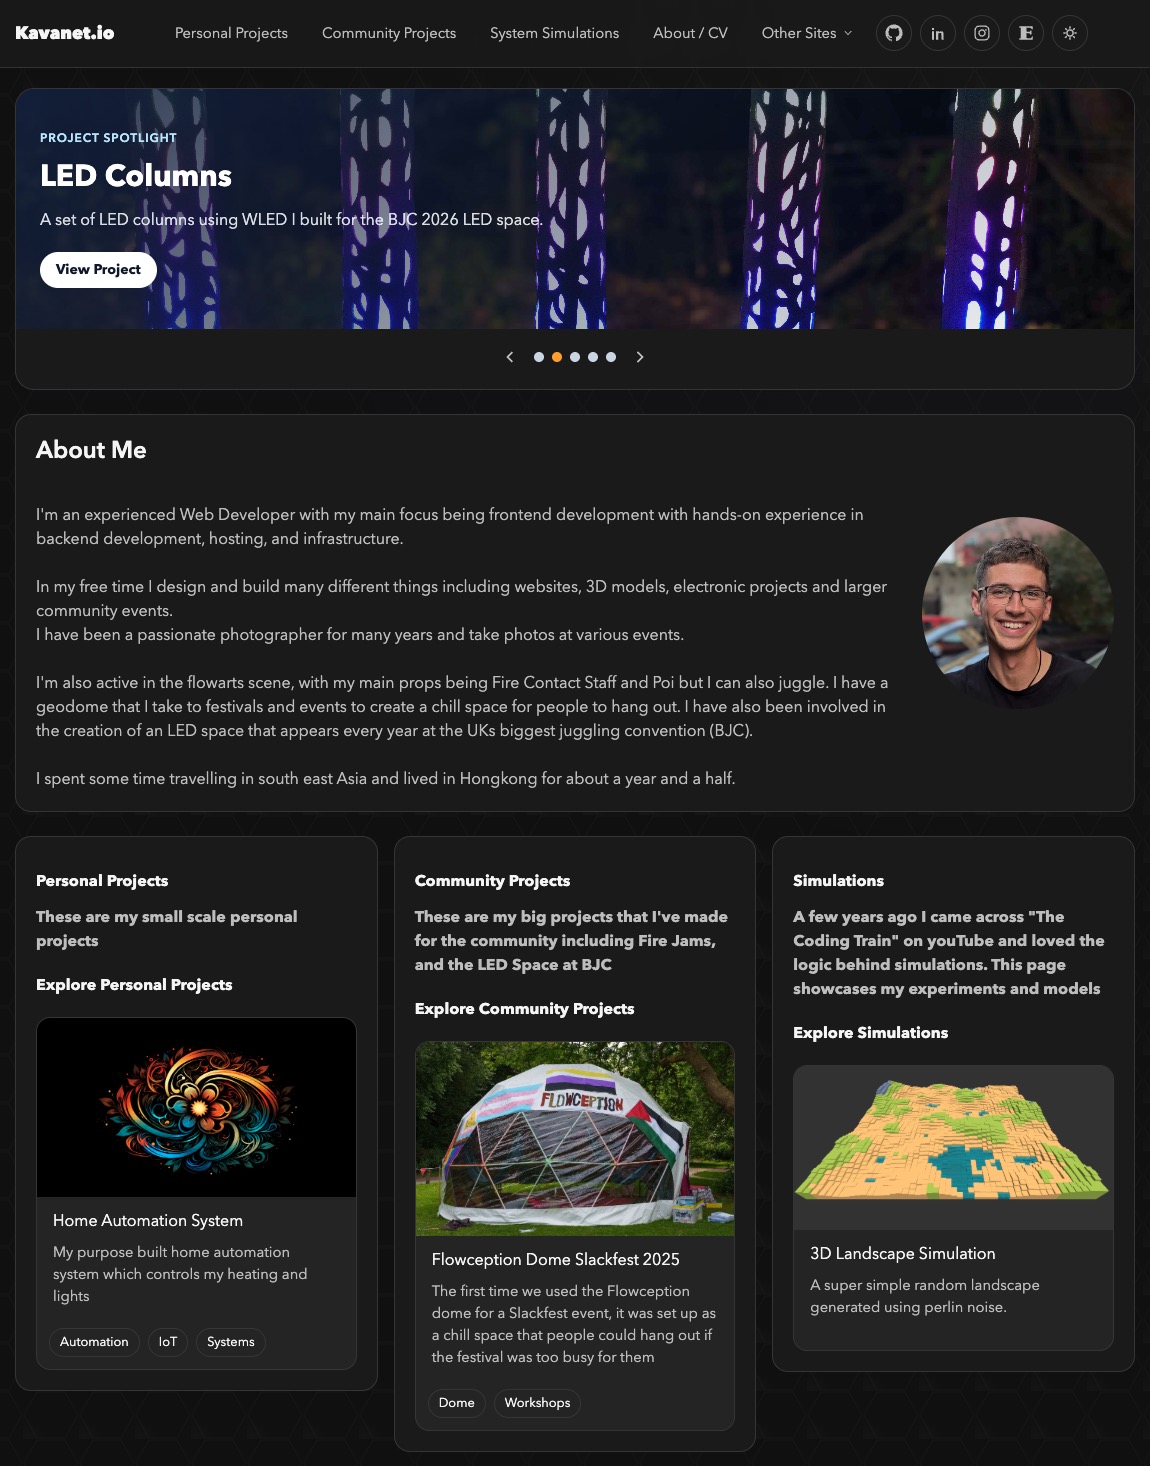 Kavanet.io
Personal Projects
Community Projects
System Simulations
About / CV
Other Sites
in
E
PROJECT SPOTLIGHT
LED Columns
A set of LED columns using WLED I built for the BJC 2026 LED space.
View Project
About Me
I'm an experienced Web Developer with my main focus being frontend development with hands-on experience in
backend development, hosting, and infrastructure.
In my free time I design and build many different things including websites, 3D models, electronic projects and larger
community events.
I have been a passionate photographer for many years and take photos at various events.
I'm also active in the flowarts scene, with my main props being Fire Contact Staff and Poi but I can also juggle. I have a
geodome that I take to festivals and events to create a chill space for people to hang out. I have also been involved in
the creation of an LED space that appears every year at the UKs biggest juggling convention (BJC).
I spent some time travelling in south east Asia and lived in Hongkong for about a year and a half.
Personal Projects
These are my small scale personal
projects
Explore Personal Projects
Home Automation System
My purpose built home automation
system which controls my heating and
lights
Automation
IoT
Systems
Community Projects
These are my big projects that I've made
for the community including Fire Jams,
and the LED Space at BJC
Explore Community Projects
FLOWCEPTION
Flowception Dome Slackfest 2025
The first time we used the Flowception
dome for a Slackfest event, it was set up as
a chill space that people could hang out if
the festival was too busy for them
Dome
Workshops
Simulations
A few years ago I came across "The
Coding Train" on youTube and loved the
logic behind simulations. This page
showcases my experiments and models
Explore Simulations
3D Landscape Simulation
A super simple random landscape
generated using perlin noise.